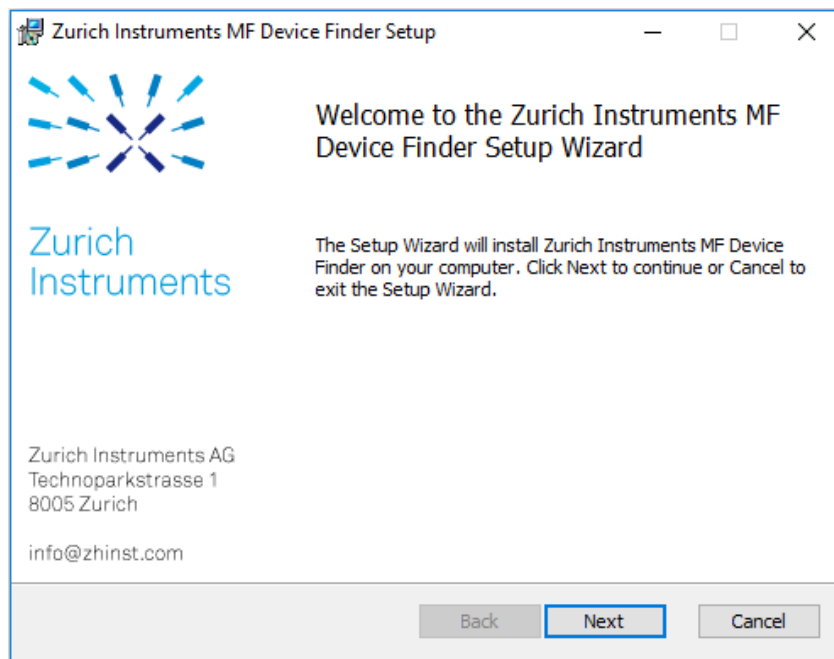 Zurich Instruments MF Device Finder Setup
Welcome to the Zurich Instruments MF
Device Finder Setup Wizard
Zurich
Instruments
The Setup Wizard will install Zurich Instruments MF Device
Finder on your computer. Click Next to continue or Cancel to
exit the Setup Wizard.
Zurich Instruments AG
Technoparkstrasse 1
8005 Zurich
info@zhinst.com
Back Next Cancel